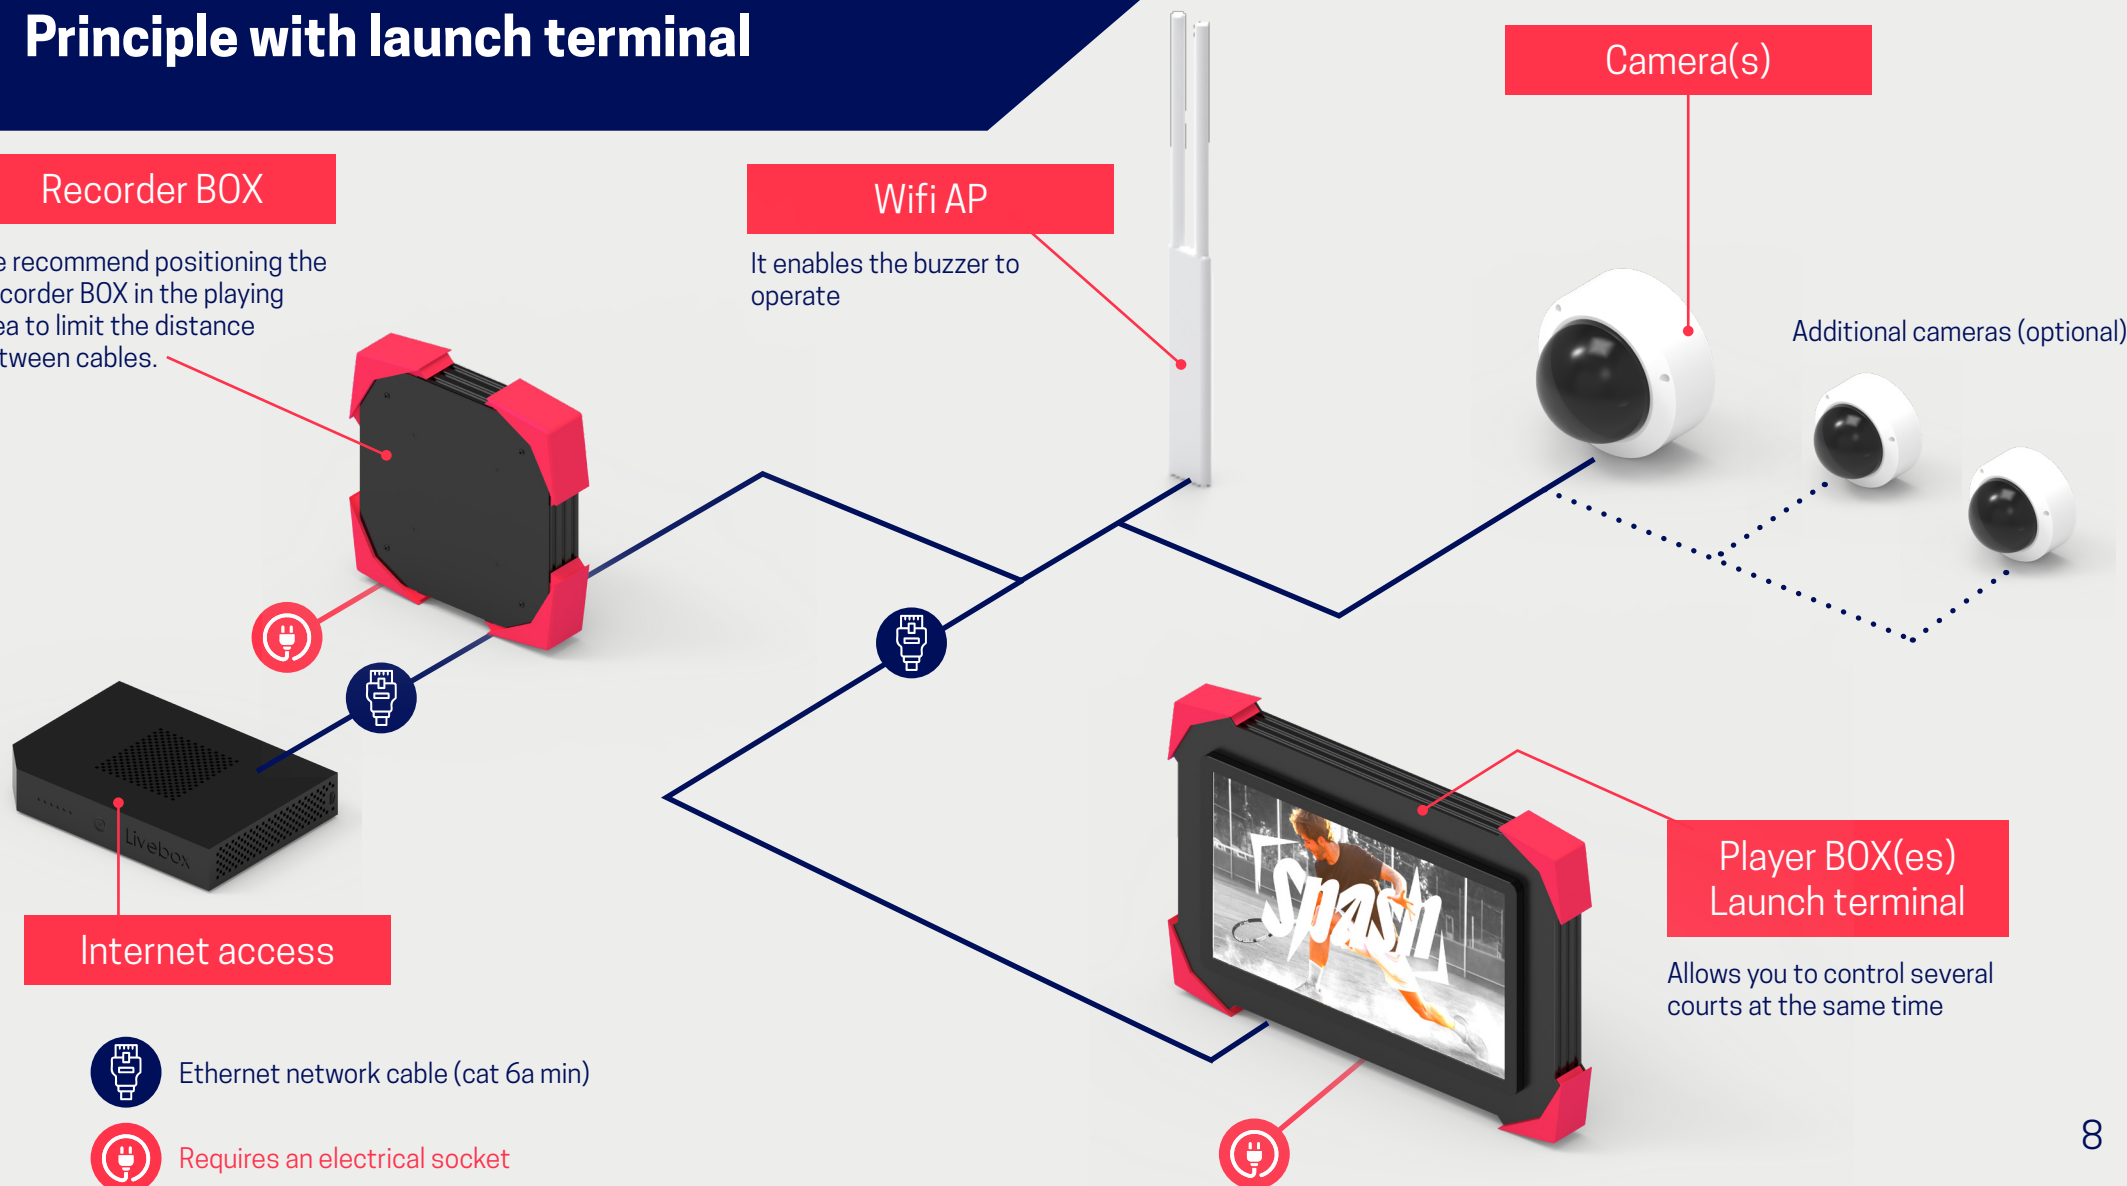 Principle with launch terminal
Camera(s)
Recorder BOX
Wifi AP
e recommend positioning the
corder BOX in the playing
ea to limit the distance
tween cables.
It enables the buzzer to
operate
Additional cameras (optional)
Livebox
Spash
Player BOX(es)
Launch terminal
Allows you to control several
courts at the same time
Internet access
Ethernet network cable (cat 6a min)
Requires an electrical socket
8